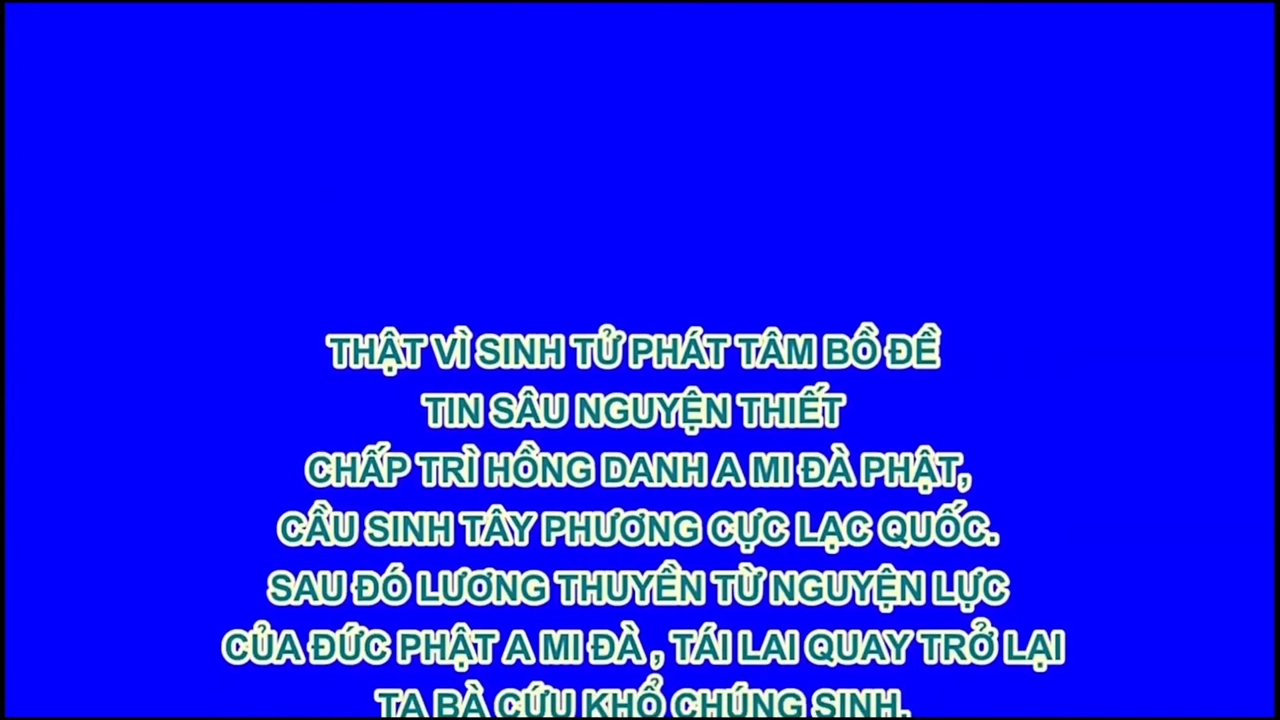 THẬT VÌ SINH TỬ PHÁT TÂM BỒ ĐỀ
TIN SÂU NGUYỆN THIẾT
CHẤP TRÌ HỒNG DANH A MI ĐÀ PHẬT,
CẦU SINH TÂY PHƯƠNG CỰC LẠC QUỐC.
SAU ĐÓ LƯƠNG THUYỀN TỪ NGUYỆN LỰC
CỦA ĐỨC PHẬT A MI ĐÀ , TÁI LAI QUAY TRỞ LẠI
TA BÀ CỨU KHỔ CHÚNG SINH.